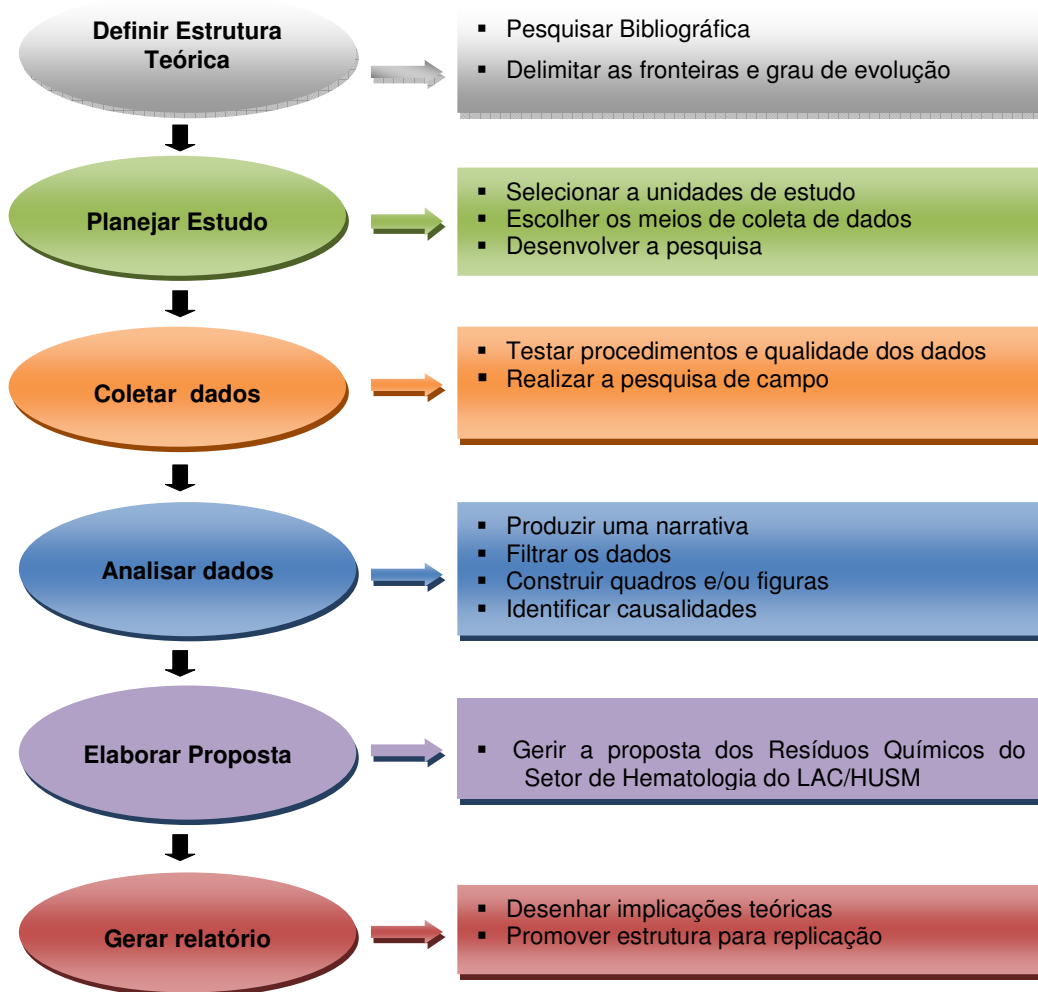 Definir Estrutura
Teórica
▪ Pesquisar Bibliográfica
▪ Delimitar as fronteiras e grau de evolução
Planejar Estudo
▪ Selecionar a unidades de estudo
▪ Escolher os meios de coleta de dados
▪ Desenvolver a pesquisa
Coletar dados
▪ Testar procedimentos e qualidade dos dados
▪ Realizar a pesquisa de campo
Analisar dados
▪ Produzir uma narrativa
▪ Filtrar os dados
▪ Construir quadros e/ou figuras
▪ Identificar causalidades
Elaborar Proposta
▪ Gerir a proposta dos Resíduos Químicos do
Setor de Hematologia do LAC/HUSM
Gerar relatório
▪ Desenhar implicações teóricas
▪ Promover estrutura para replicação